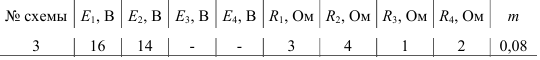 № схемы E1, В E2, В E3, В E4, В R1, Ом R2, Ом R3, Ом R4, Ом m
3 16 14 - - 3 4 1 2 0,08